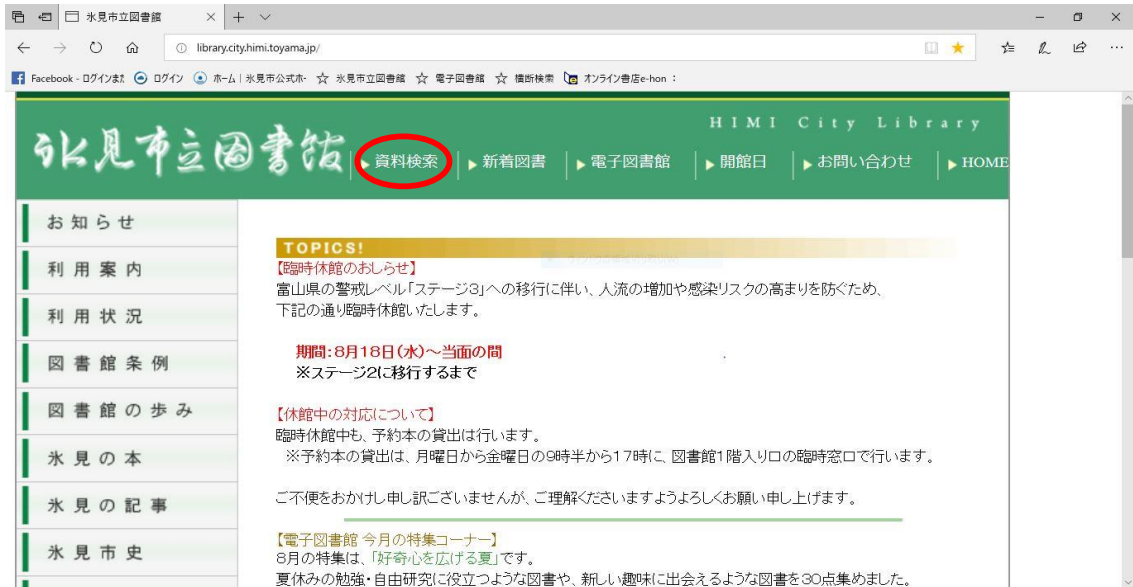 氷見市立図書館
library.city.himi.toyama.jp/
Facebook - ログインまた ログイン ホーム | 氷見市公式ホ- 氷見市立図書館 電子図書館 横断検索 オンライン書店e-hon :
HIMI City Library
氷見市立図書館
資料検索 新着図書 電子図書館 開館日 お問い合わせ HOME
お知らせ
利用案内
利用状況
図書館条例
図書館の歩み
氷見の本
氷見の記事
氷見市史
TOPICS!
【臨時休館のおしらせ】
富山県の警戒レベル「ステージ3」への移行に伴い、人流の増加や感染リスクの高まりを防ぐため、
下記の通り臨時休館いたします。
期間:8月18日(水)～当面の間
※ステージ2に移行するまで
【休館中の対応について】
臨時休館中も、予約本の貸出は行います。
※予約本の貸出は、月曜日から金曜日の9時半から17時に、図書館1階入り口の臨時窓口で行います。
ご不便をおかけし申し訳ございませんが、ご理解くださいますようよろしくお願い申し上げます。
【電子図書館 今月の特集コーナー】
8月の特集は、「好奇心を広げる夏」です。
夏休みの勉強・自由研究に役立つような図書や、新しい趣味に出会えるような図書を30点集めました。